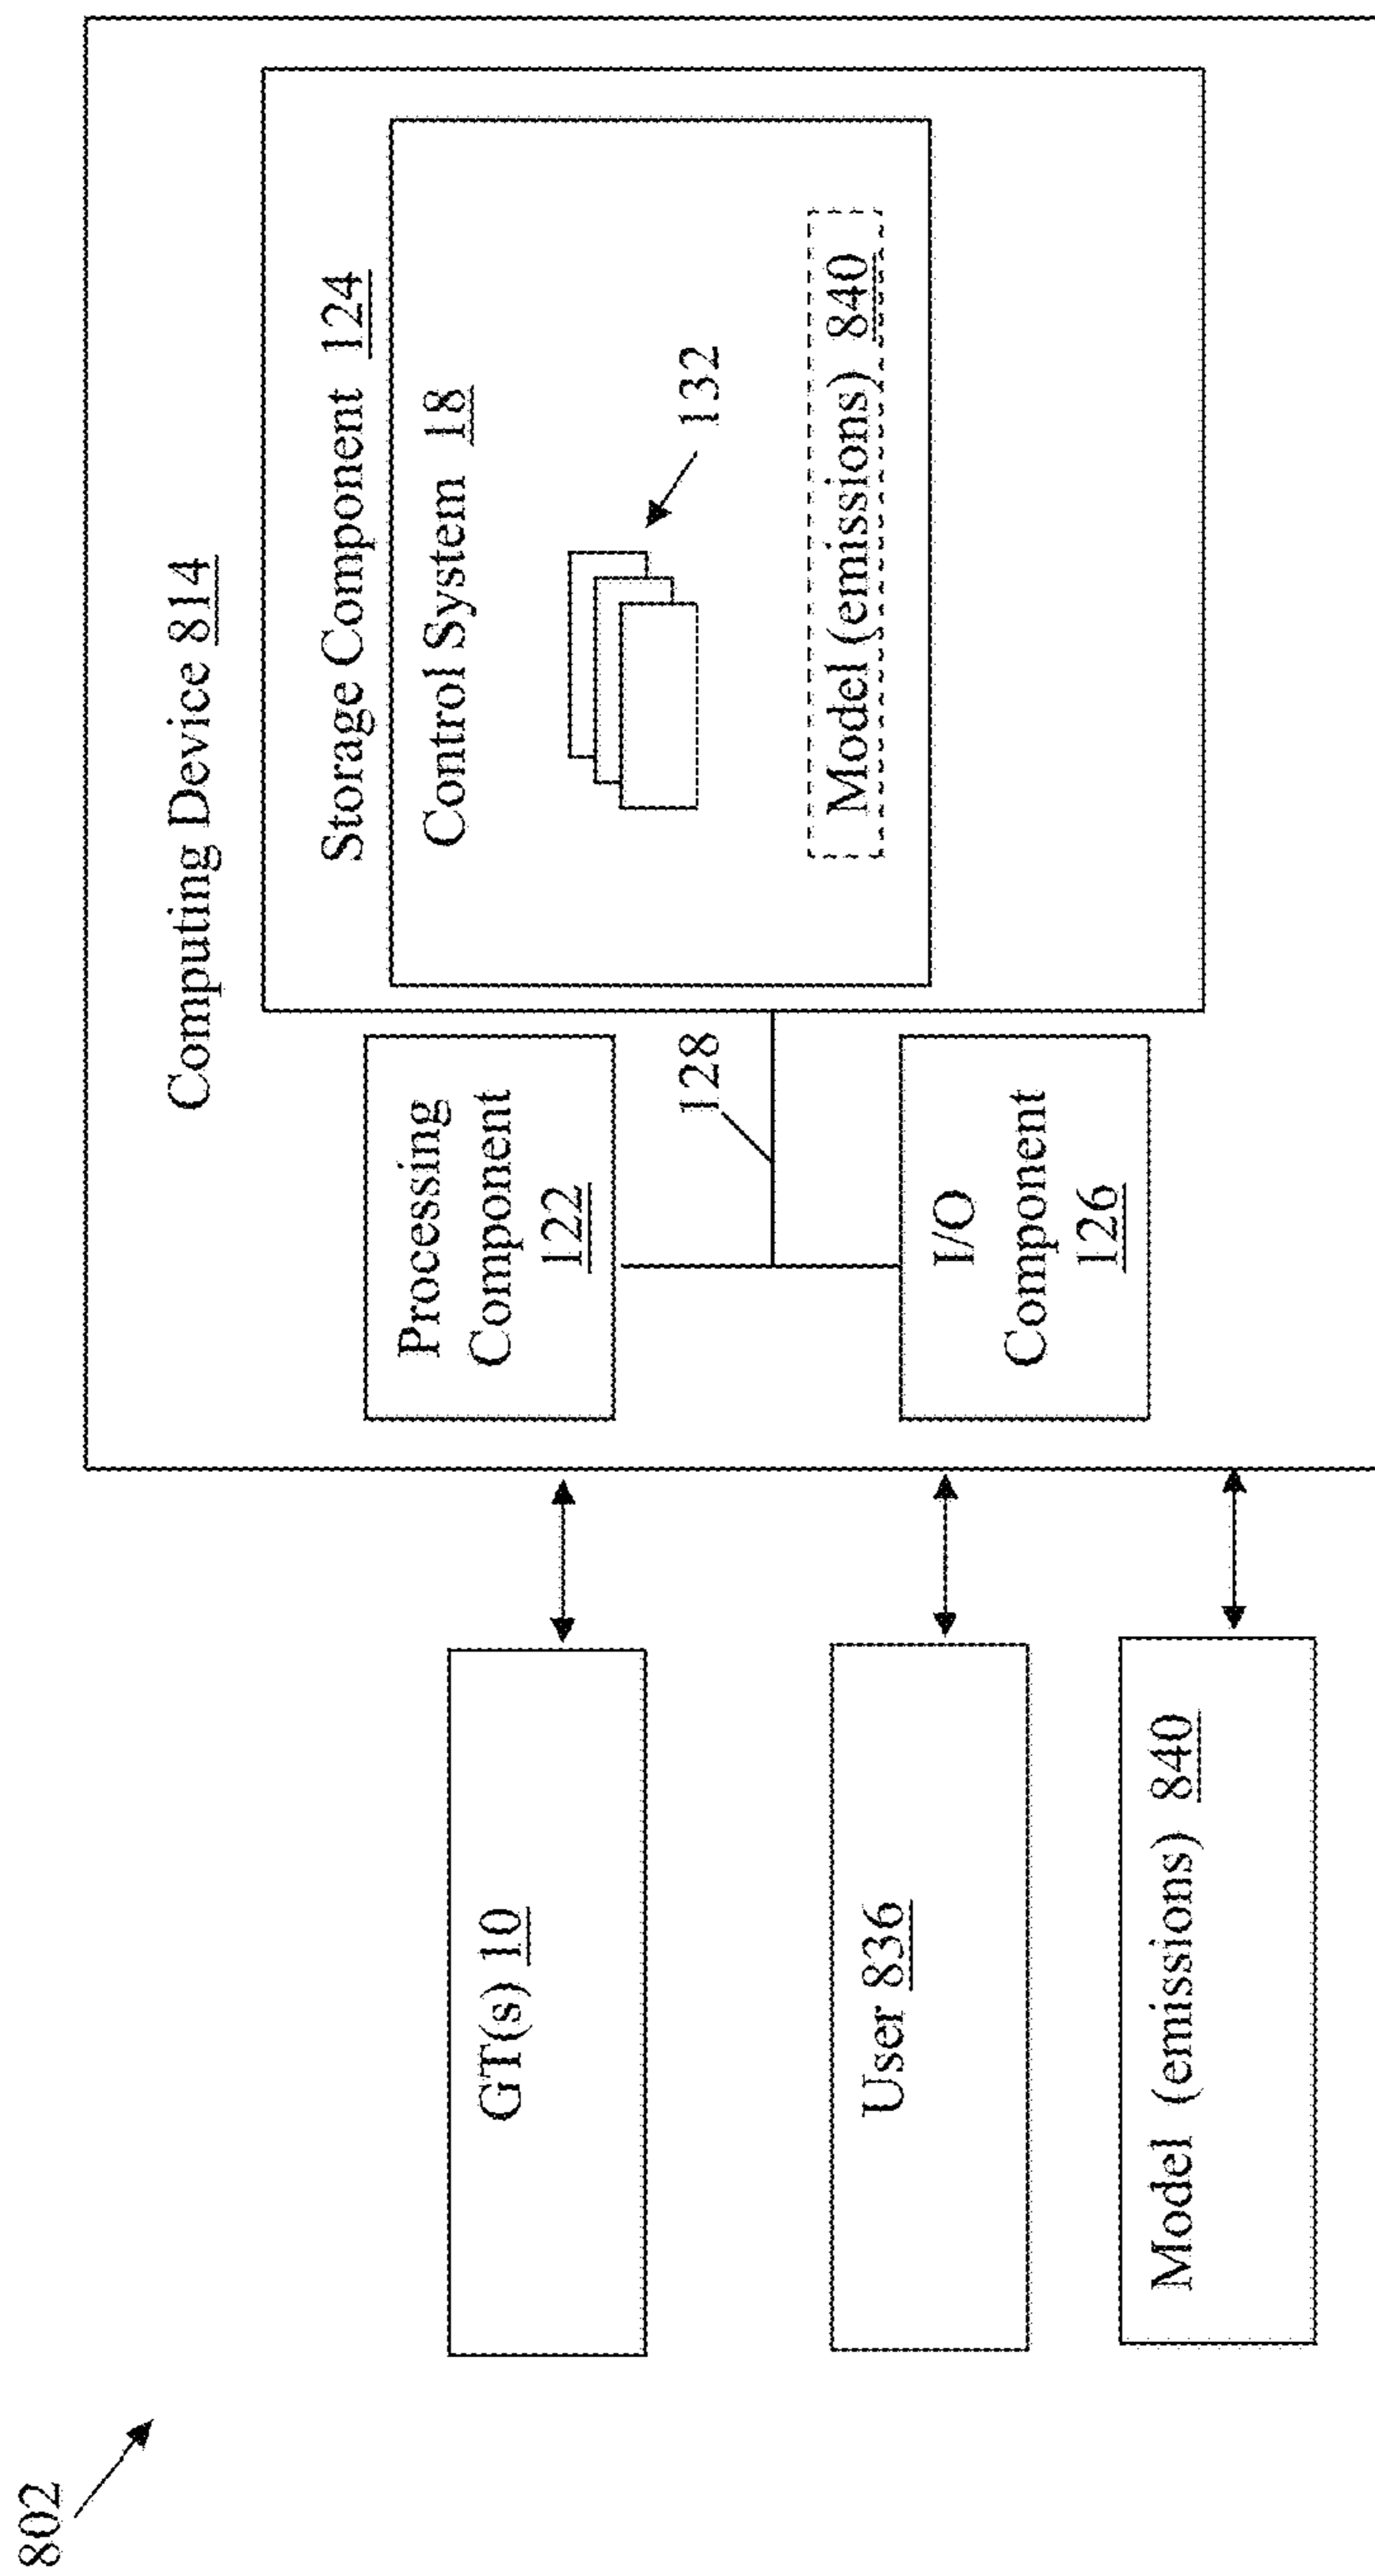 802
Computing Device 814
Storage Component 124
Control System 18
132
Model (emissions) 840
Processing
Component
122
128
I/O
Component
126
GT(s) 10
User 836
Model (emissions) 840